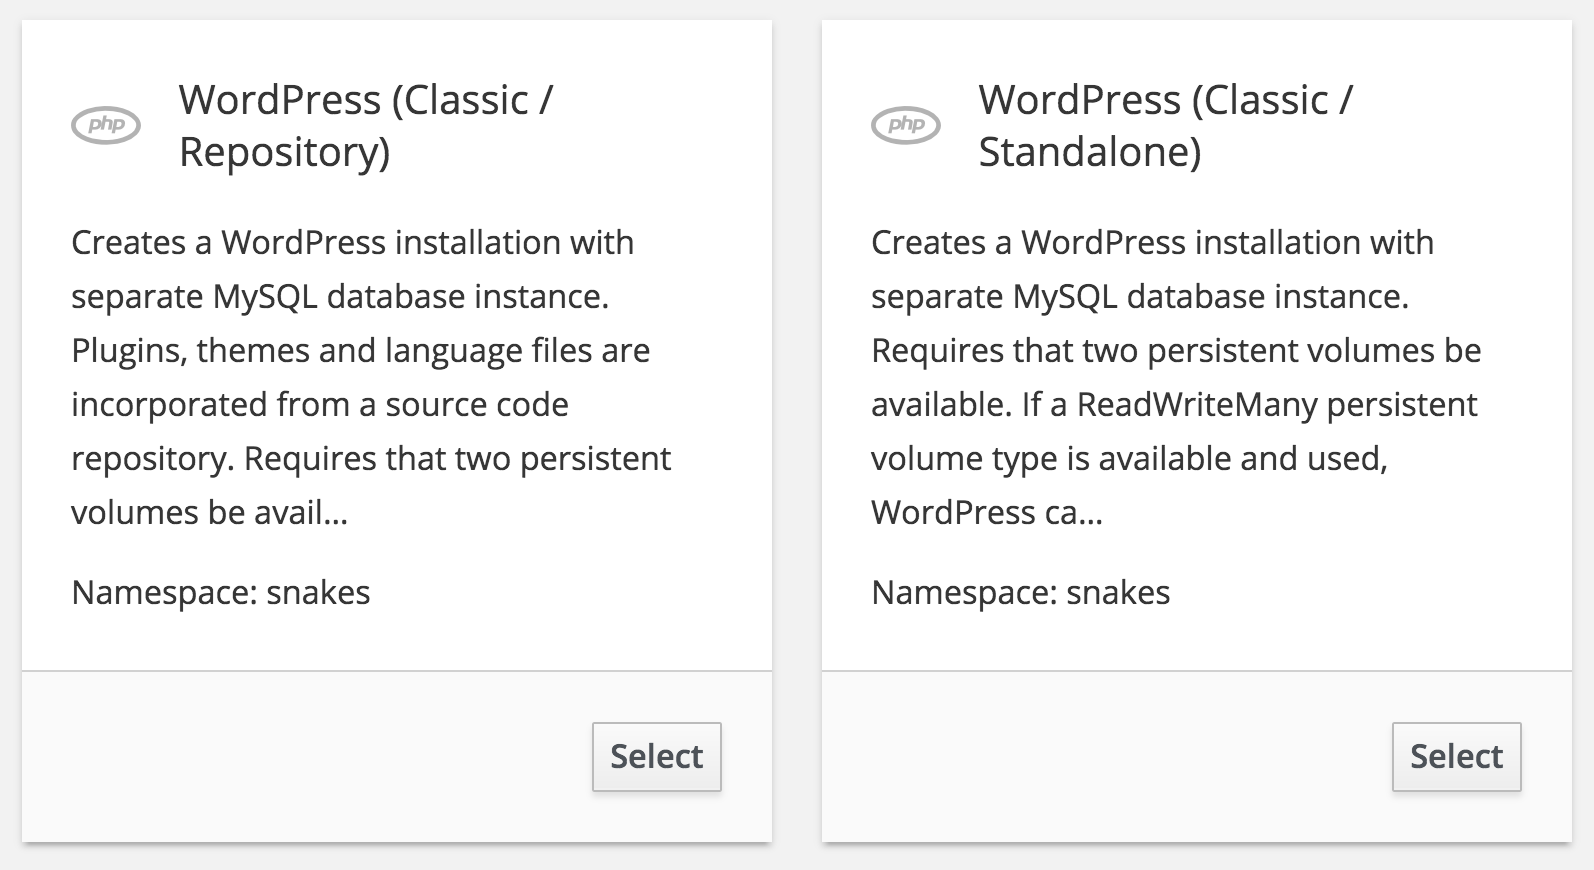 php
WordPress (Classic /
Repository)
Creates a WordPress installation with
separate MySQL database instance.
Plugins, themes and language files are
incorporated from a source code
repository. Requires that two persistent
volumes be avail...
Namespace: snakes
Select
php
WordPress (Classic /
Standalone)
Creates a WordPress installation with
separate MySQL database instance.
Requires that two persistent volumes be
available. If a ReadWriteMany persistent
volume type is available and used,
WordPress ca...
Namespace: snakes
Select